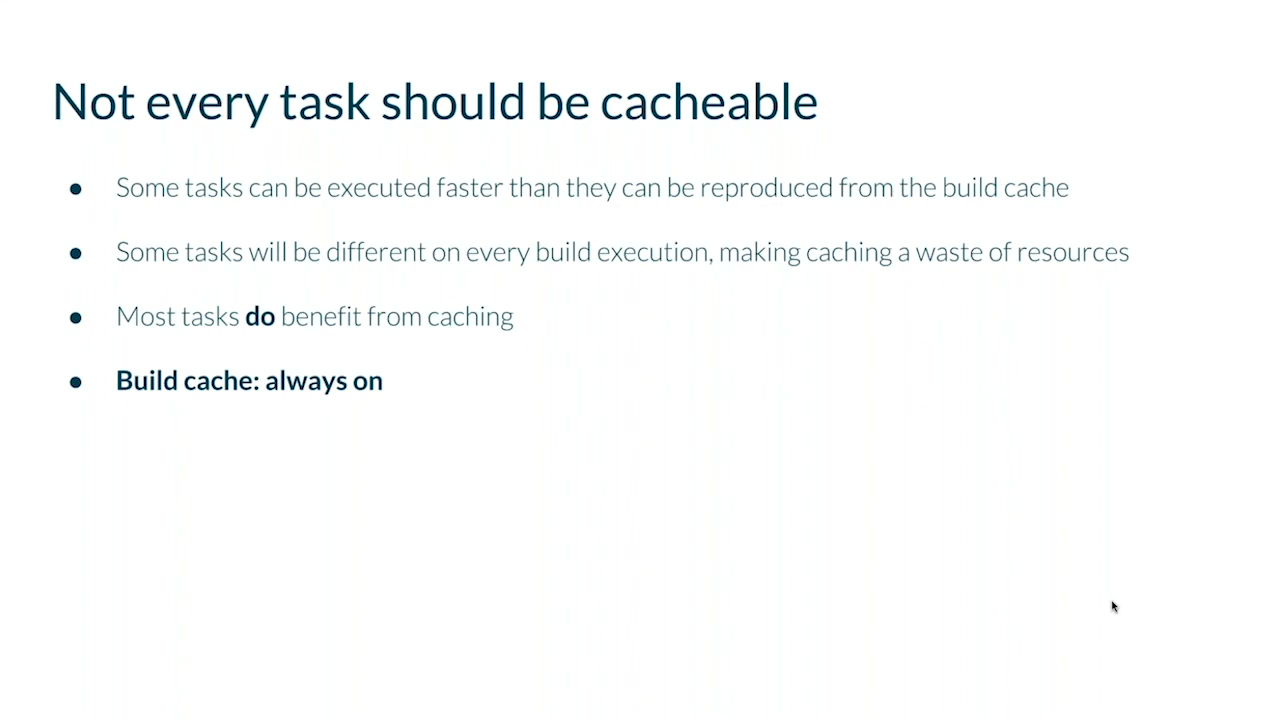 Not every task should be cacheable
● Some tasks can be executed faster than they can be reproduced from the build cache
● Some tasks will be different on every build execution, making caching a waste of resources
● Most tasks do benefit from caching
● Build cache: always on